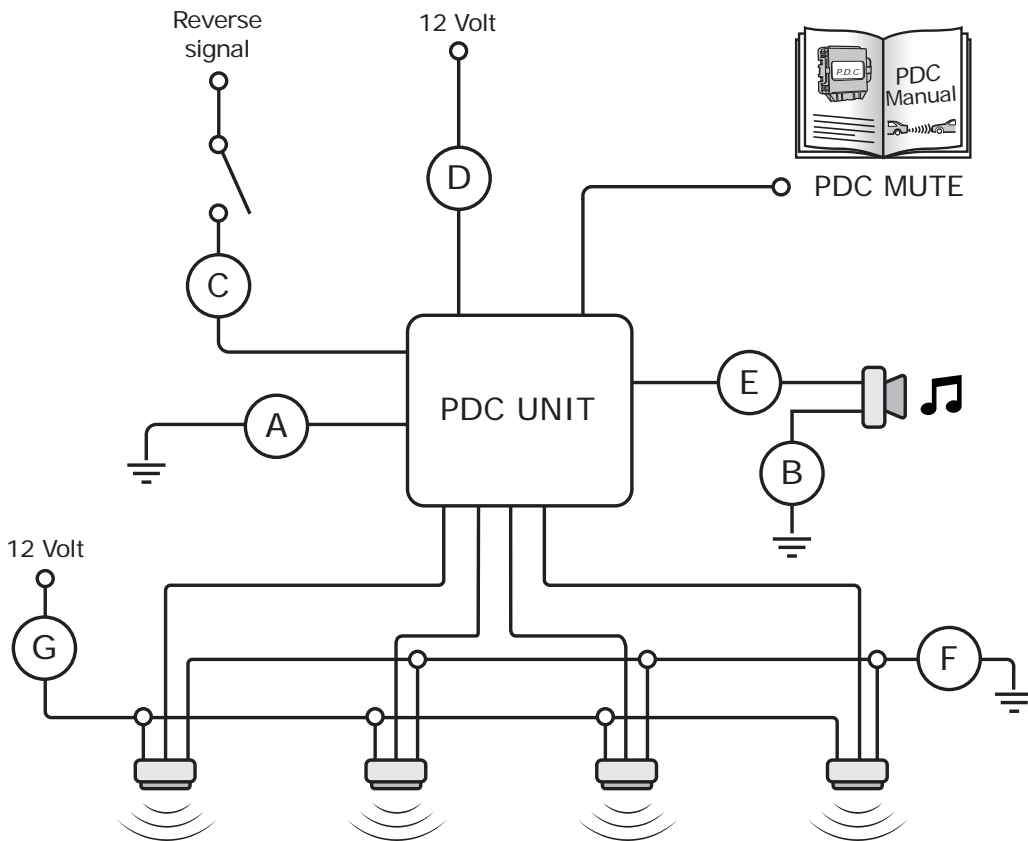 Reverse
signal
12 Volt
P.D.C.
PDC
Manual
D
PDC MUTE
C
E
PDC UNIT
A
B
12 Volt
G
F